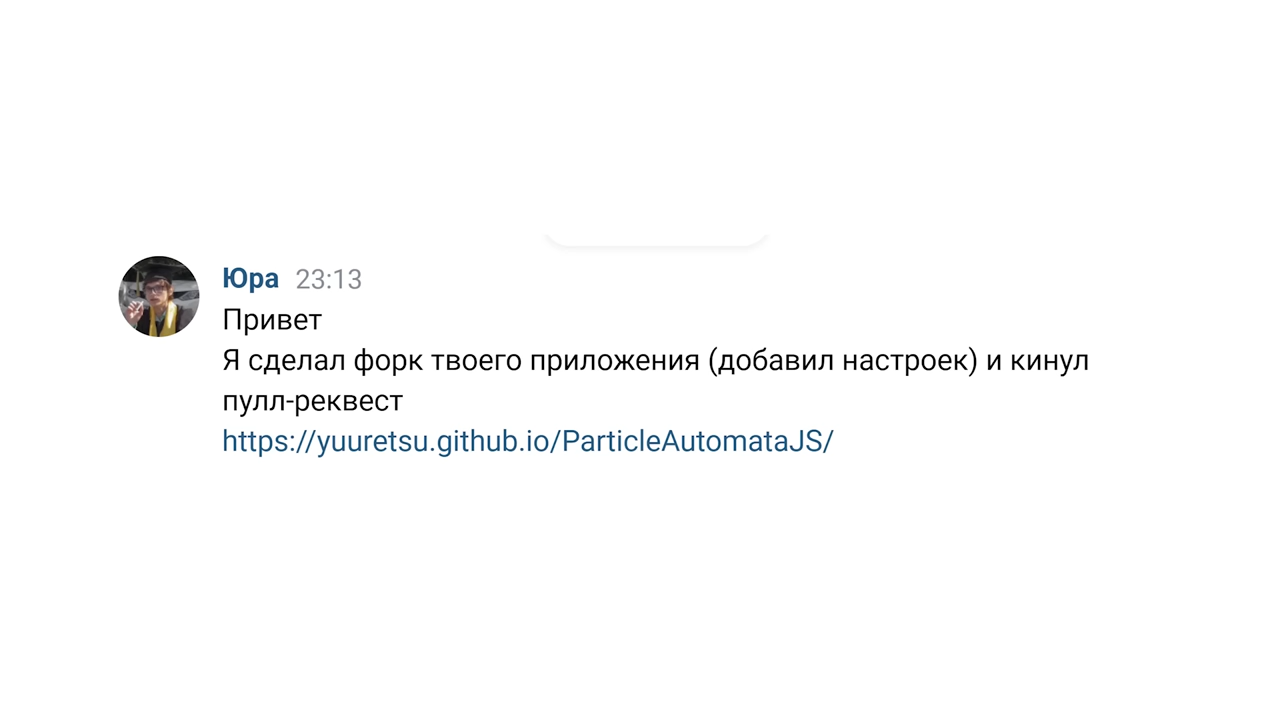 Юра 23:13
Привет
Я сделал форк твоего приложения (добавил настроек) и кинул
пулл-реквест
https://yuuretsu.github.io/ParticleAutomataJS/